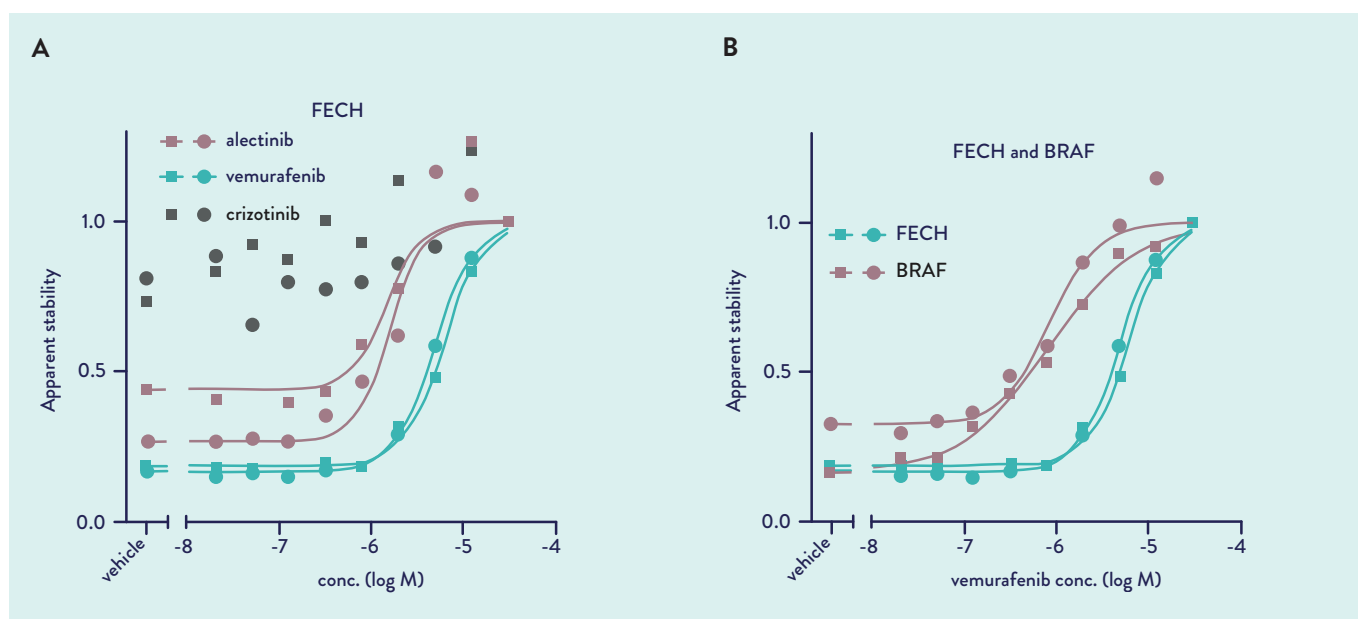 A
FECH
alectinib
vemurafenib
crizotinib
1.0
0.5
0.0
Apparent stability
vehicle
-8 -7 -6 -5 -4
conc. (log M)
B
FECH and BRAF
FECH
BRAF
1.0
0.5
0.0
Apparent stability
vehicle
-8 -7 -6 -5 -4
vemurafenib conc. (log M)